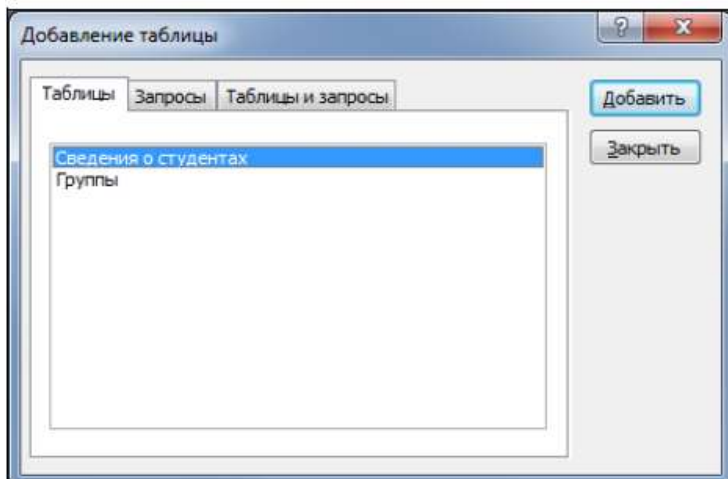 Добавление таблицы
Таблицы Запросы Таблицы и запросы
Добавить
Сведения о студентах
Закрыть
Группы